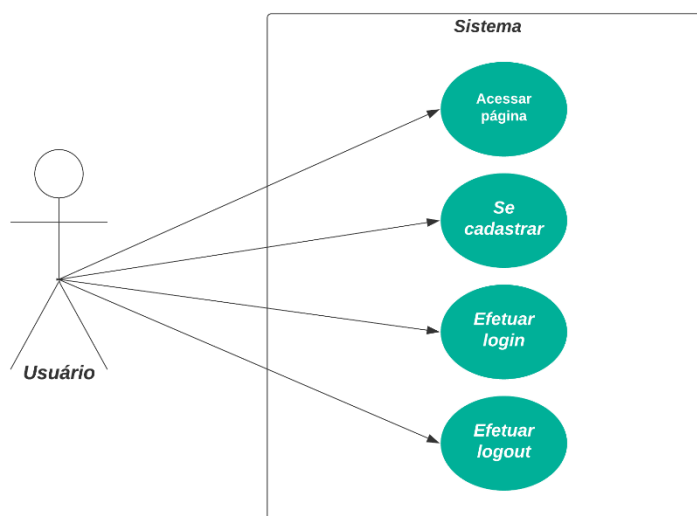 Sistema
Acessar
página
Se
cadastrar
Efetuar
login
Usuário
Efetuar
logout